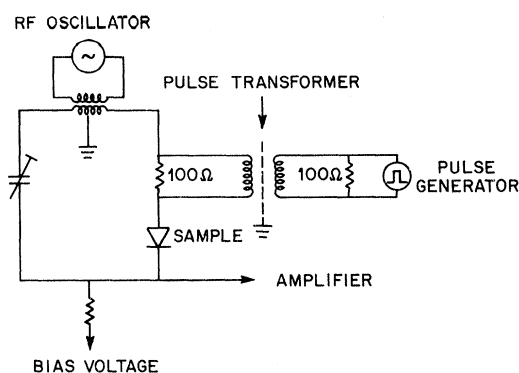 RF OSCILLATOR
~
PULSE TRANSFORMER
100Ω
100Ω
PULSE
GENERATOR
SAMPLE
AMPLIFIER
BIAS VOLTAGE